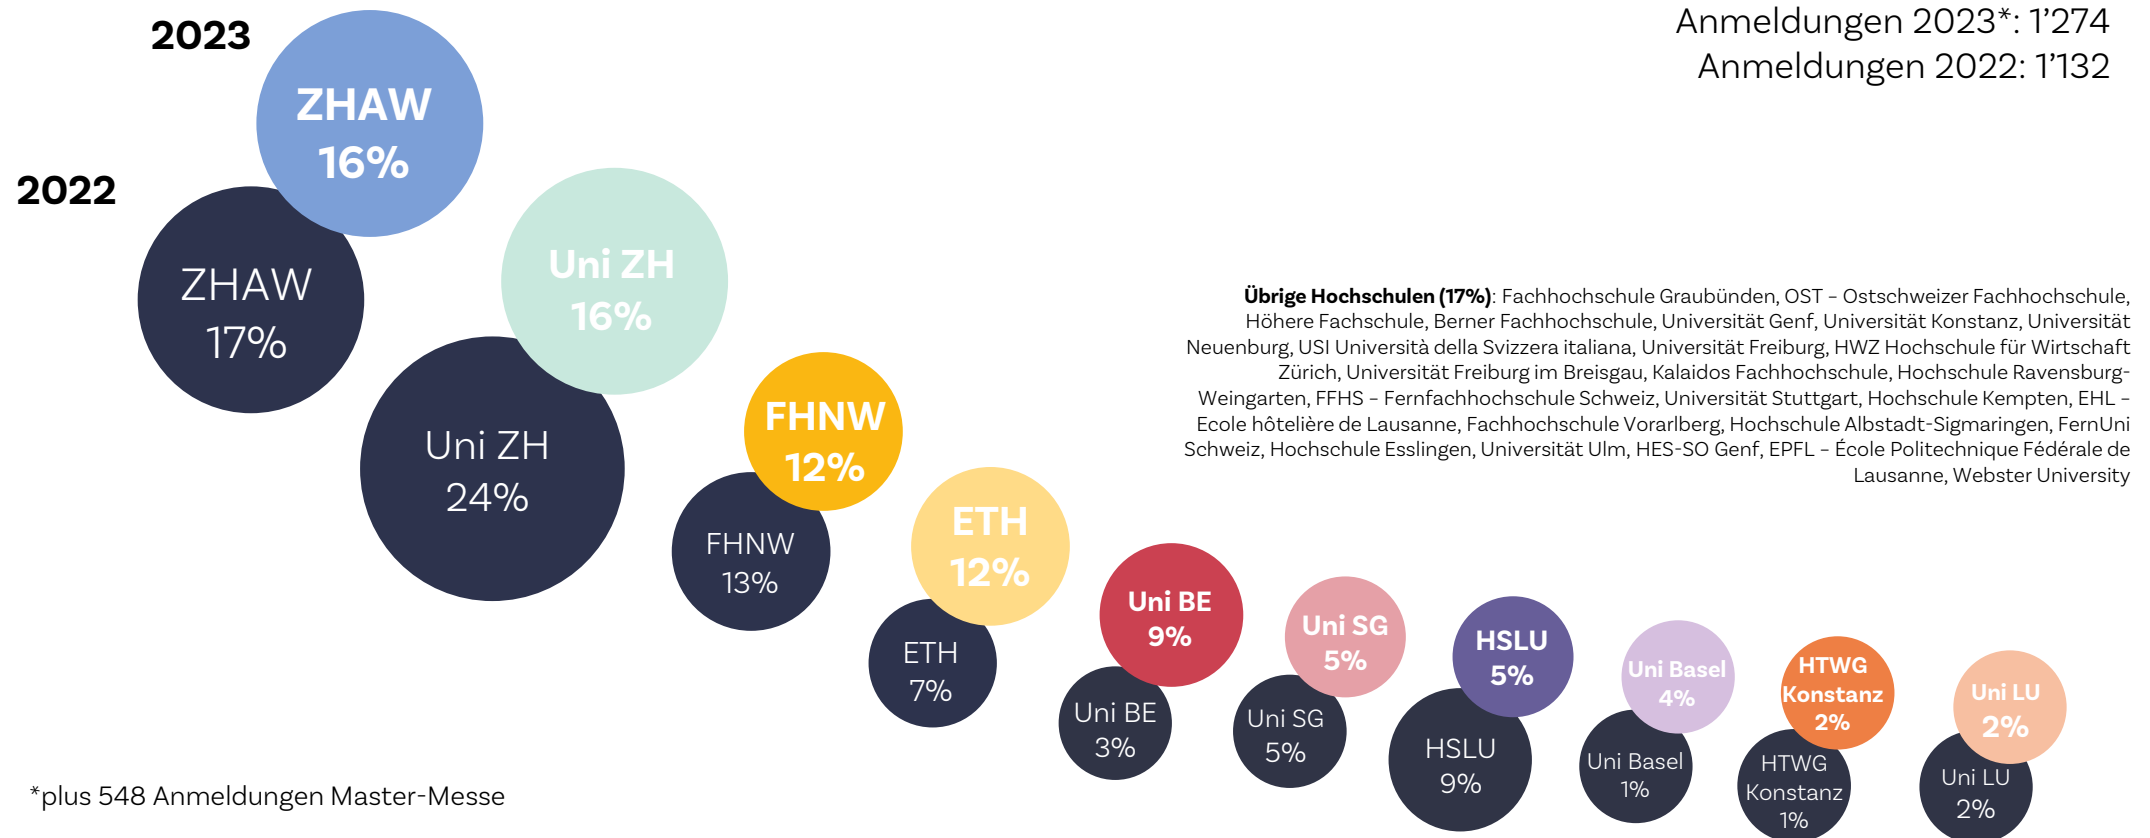 Anmeldungen 2023*: 1'274
Anmeldungen 2022: 1'132
2023
ZHAW
16%
2022
ZHAW
17%
Uni ZH
16%
Uni ZH
24%
FHNW
12%
FHNW
13%
ETH
12%
ETH
7%
Uni BE
9%
Uni BE
3%
Uni SG
5%
Uni SG
5%
HSLU
5%
HSLU
9%
Uni Basel
4%
Uni Basel
1%
HTWG
Konstanz
2%
HTWG
Konstanz
1%
Uni LU
2%
Uni LU
2%
Übrige Hochschulen (17%): Fachhochschule Graubünden, OST – Ostschweizer Fachhochschule,
Höhere Fachschule, Berner Fachhochschule, Universität Genf, Universität Konstanz, Universität
Neuenburg, USI Università della Svizzera italiana, Universität Freiburg, HWZ Hochschule für Wirtschaft
Zürich, Universität Freiburg im Breisgau, Kalaidos Fachhochschule, Hochschule Ravensburg-
Weingarten, FFHS – Fernfachhochschule Schweiz, Universität Stuttgart, Hochschule Kempten, EHL –
Ecole hôtelière de Lausanne, Fachhochschule Vorarlberg, Hochschule Albstadt-Sigmaringen, FernUni
Schweiz, Hochschule Esslingen, Universität Ulm, HES-SO Genf, EPFL – École Politechnique Fédérale de
Lausanne, Webster University
*plus 548 Anmeldungen Master-Messe